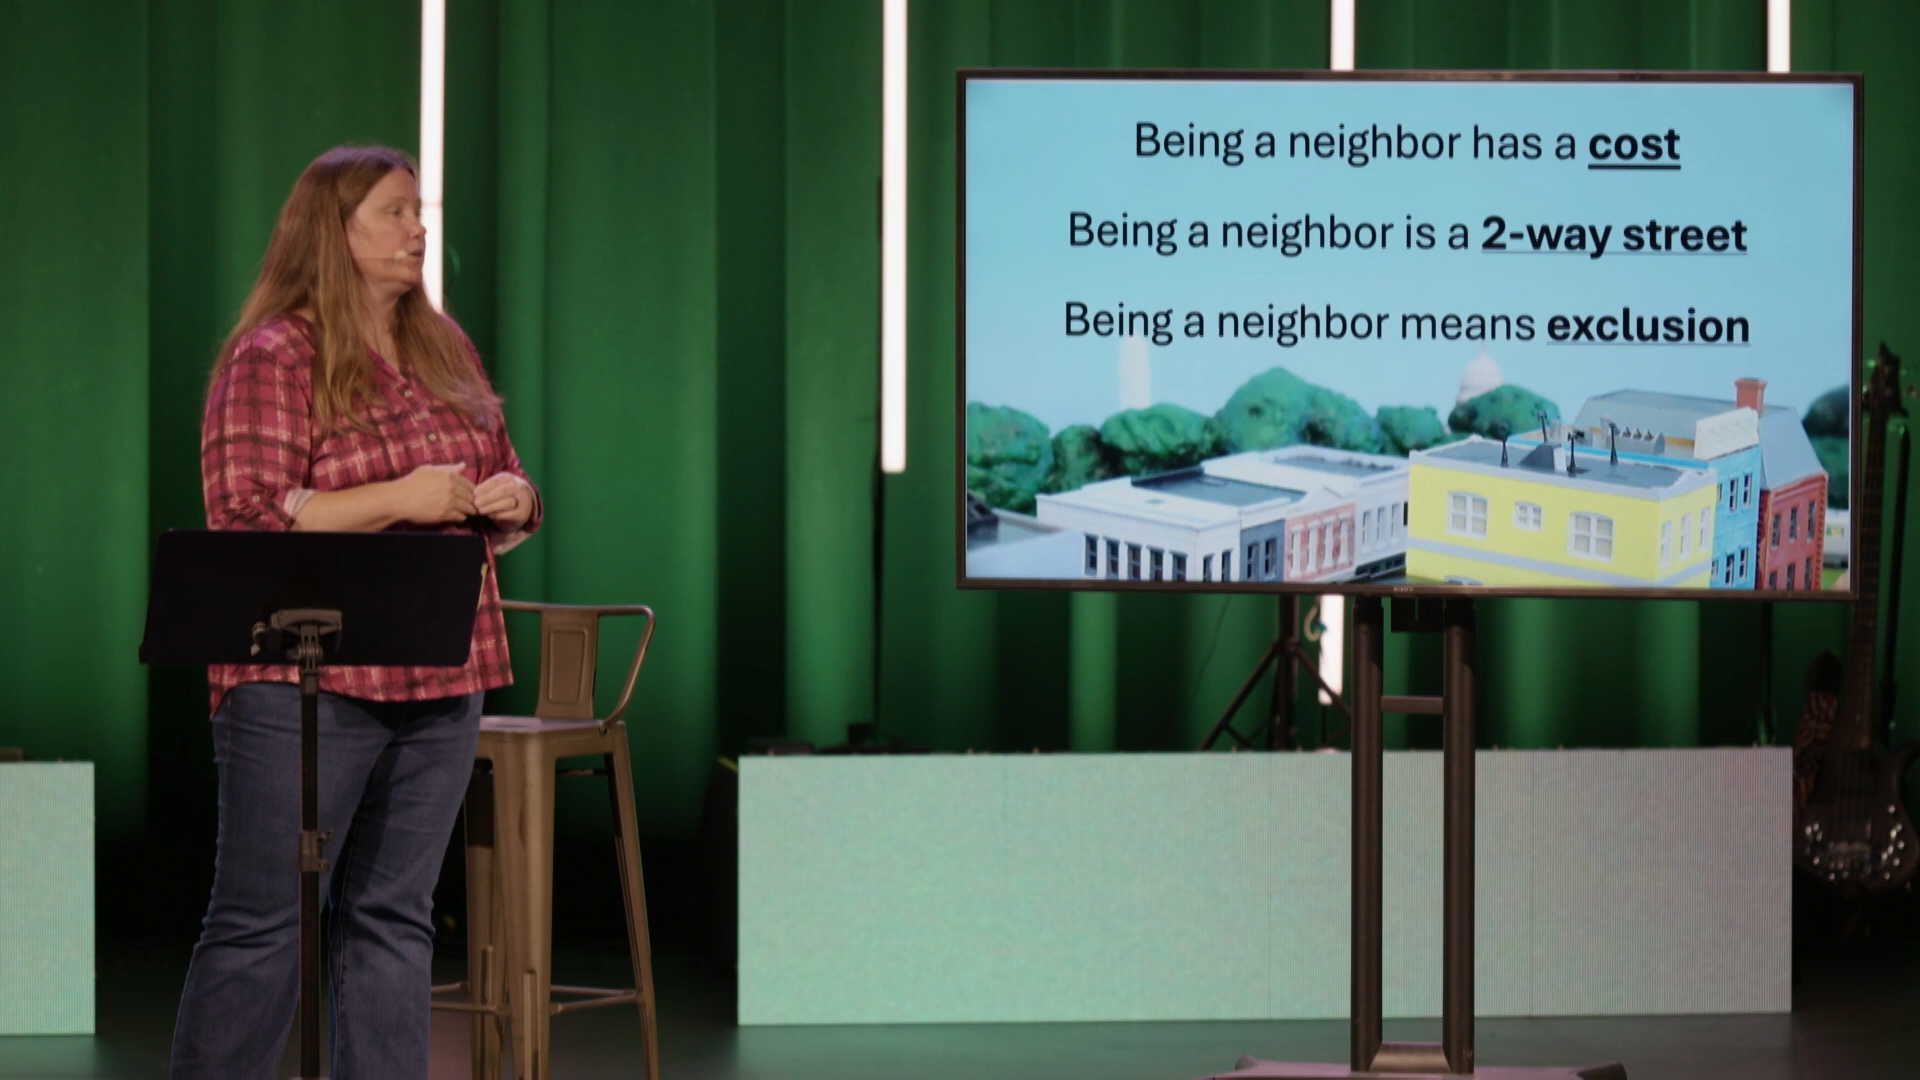 Being a neighbor has a cost
Being a neighbor is a 2-way street
Being a neighbor means exclusion